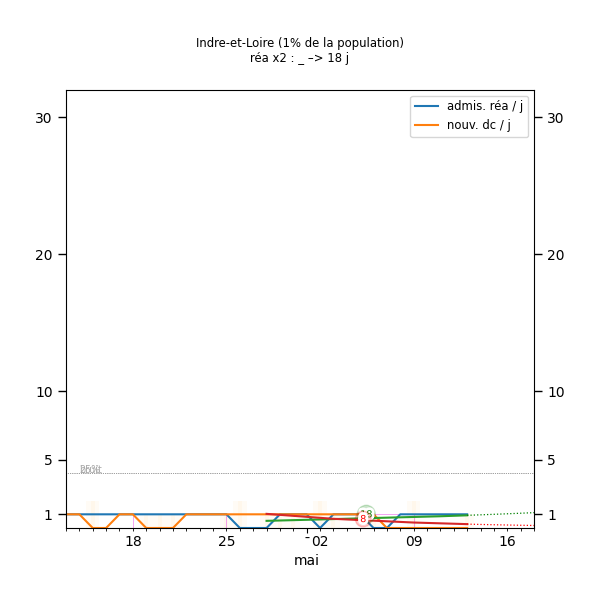 Indre-et-Loire (1% de la population)
réa x2 : _ –> 18 j
admis. réa / j
nouv. dc / j
30 30
20 20
10 10
5 5
1 1
8
18 25 02 09 16
mai